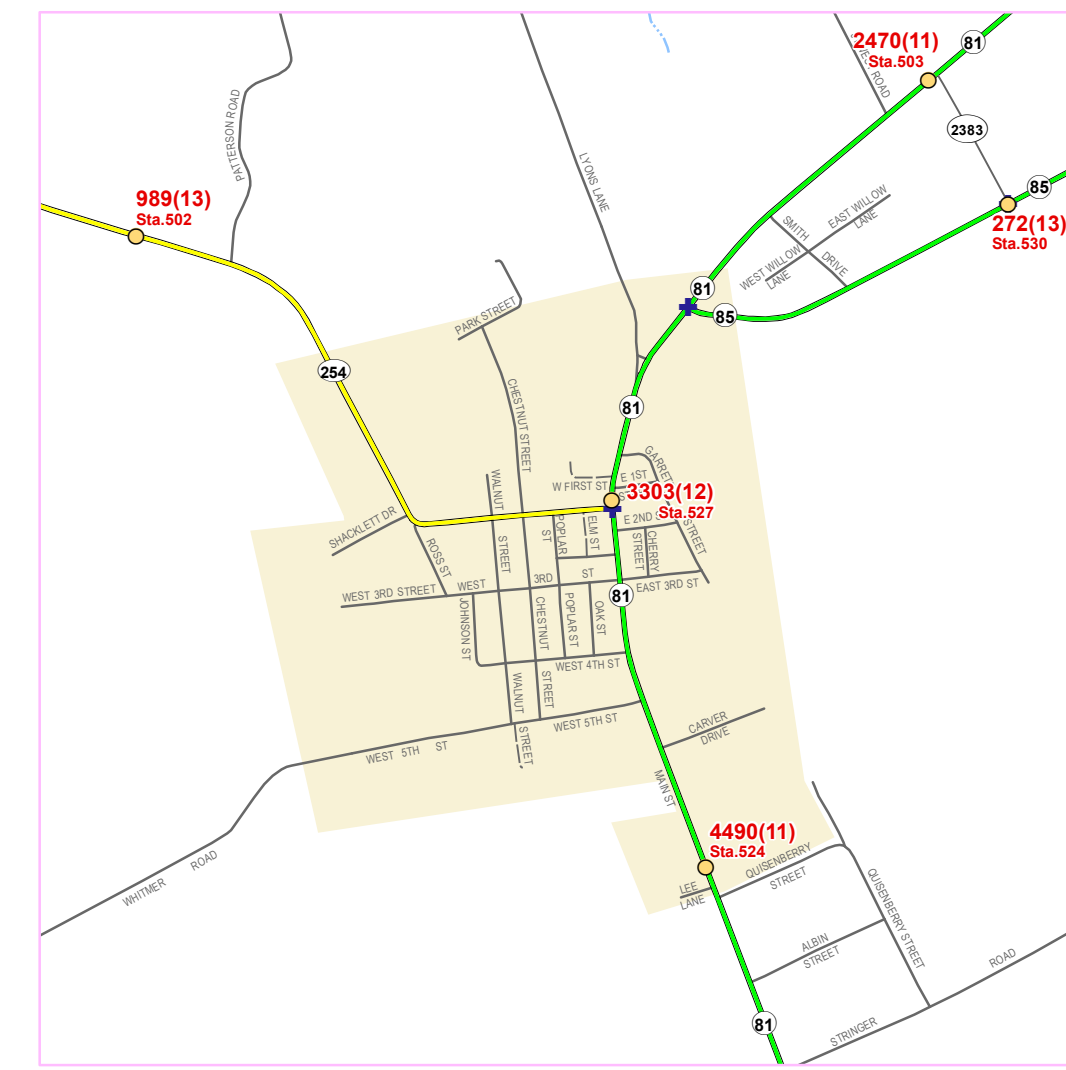 2470(11)
Sta.503
81
ROAD
PATTERSON ROAD
2383
LYONS LANE
85
989(13)
Sta.502
272(13)
Sta.530
EAST WILLOW
LANE
SMITH
DRIVE
WEST WILLOW
LANE
81
85
PARK STREET
254
81
CHESTNUT STREET
WALNUT
STREET
E 1ST
ST
W FIRST ST
3303(12)
Sta.527
STREET
E 2ND
POPLAR
ST
ELM ST
CHERRY
STREET
SHACKLETT DR
ROSS ST
WEST 3RD STREET
WEST
3RD
ST
EAST 3RD ST
81
JOHNSON ST
CHESTNUT
STREET
POPLAR ST
OAK ST
WEST 4TH ST
WALNUT
STREET
WEST 5TH ST
WEST 5TH ST
CARVER
DRIVE
MAIN ST
4490(11)
Sta.524
QUISENBERRY
STREET
LEE
LANE
WHITMER ROAD
QUISENBERRY STREET
ALBIN
STREET
81
STRINGER
ROAD